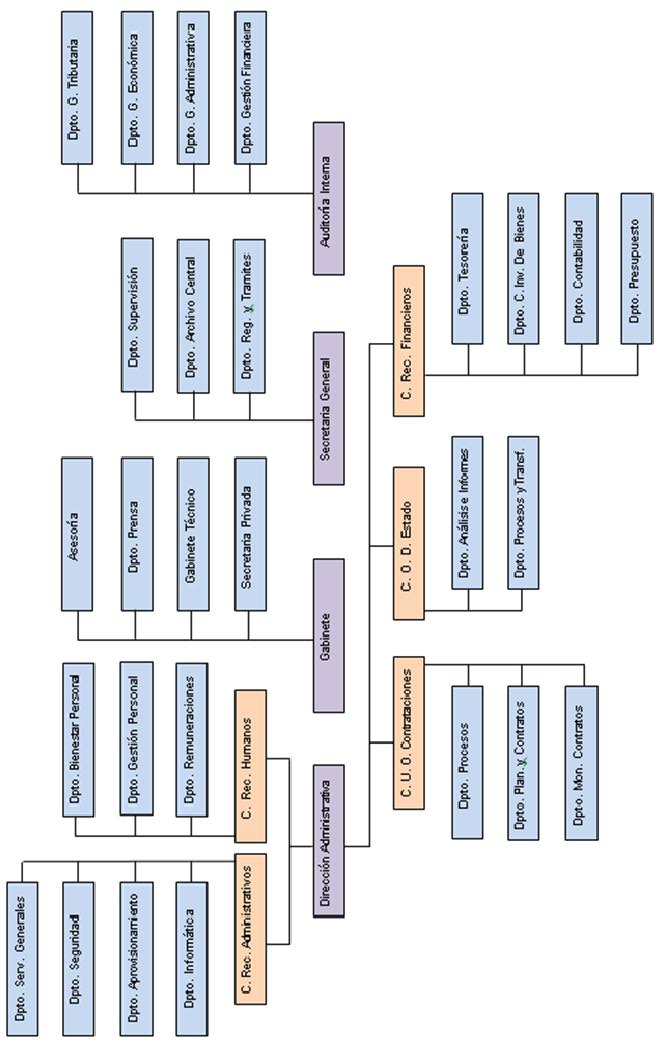 Dpto. Serv. Generales
Dpto. Seguridad
Dpto. Aprovisionamiento
Dpto. Informática
C. Rec. Administrativos
Dpto. Bienestar Personal
Dpto. Gestión Personal
Dpto. Remuneraciones
C. Rec. Humanos
Dirección Administrativa
Asesoría
Dpto. Prensa
Gabinete Técnico
Secretaria Privada
Gabinete
Dpto. Supervisión
Dpto. Archivo Central
Dptto. Reg. y Tramites
Secretaria General
Dpto. G. Tributaria
Dpto. G. Económica
Dpto. G. Administrativa
Dpto. Gestión Financiera
Auditoría Interna
C. U. O. Contrataciones
Dpto. Procesos
Dpto. Plan. y Contratos
Dpto. Mon. Contratos
C. O. D. Estado
Dpto. Análisis e Informes
Dpto. Procesos y Transf.
C. Rec. Financieros
Dpto. Tesorería
Dpto. C. Inv. De Bienes
Dpto. Contabilidad
Dpto. Presupuesto